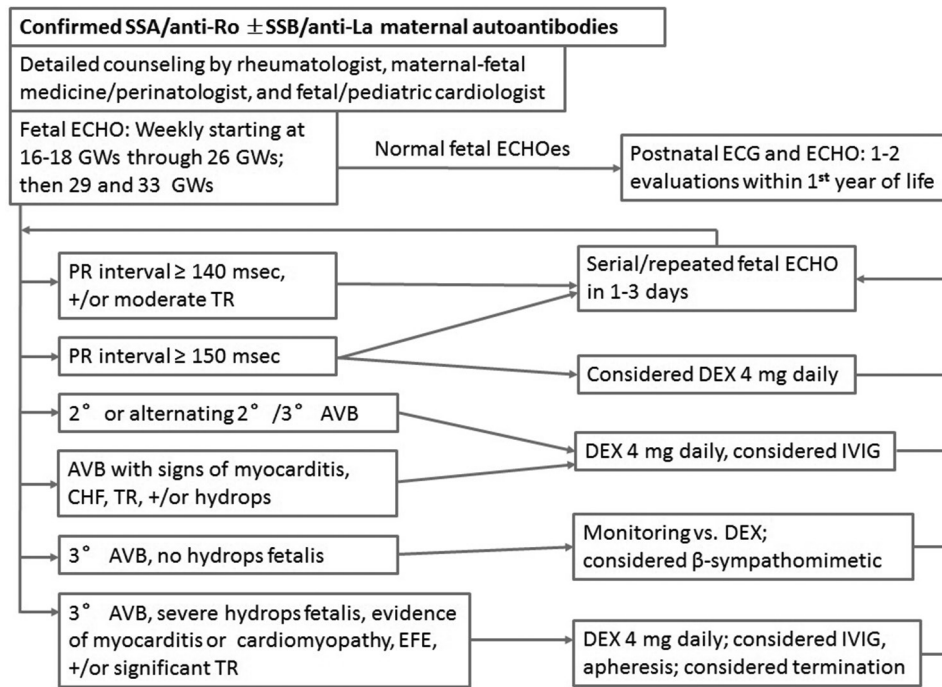 Confirmed SSA/anti-Ro ±SSB/anti-La maternal autoantibodies
Detailed counseling by rheumatologist, maternal-fetal
medicine/perinatologist, and fetal/pediatric cardiologist
Fetal ECHO: Weekly starting at
16-18 GWs through 26 GWs;
then 29 and 33 GWs
Normal fetal ECHOes
Postnatal ECG and ECHO: 1-2
evaluations within 1st year of life
PR interval ≥ 140 msec,
+/or moderate TR
Serial/repeated fetal ECHO
in 1-3 days
PR interval ≥ 150 msec
Considered DEX 4 mg daily
2° or alternating 2° /3° AVB
DEX 4 mg daily, considered IVIG
AVB with signs of myocarditis,
CHF, TR, +/or hydrops
3° AVB, no hydrops fetalis
Monitoring vs. DEX;
considered β-sympathomimetic
3° AVB, severe hydrops fetalis, evidence
of myocarditis or cardiomyopathy, EFE,
+/or significant TR
DEX 4 mg daily; considered IVIG,
apheresis; considered termination